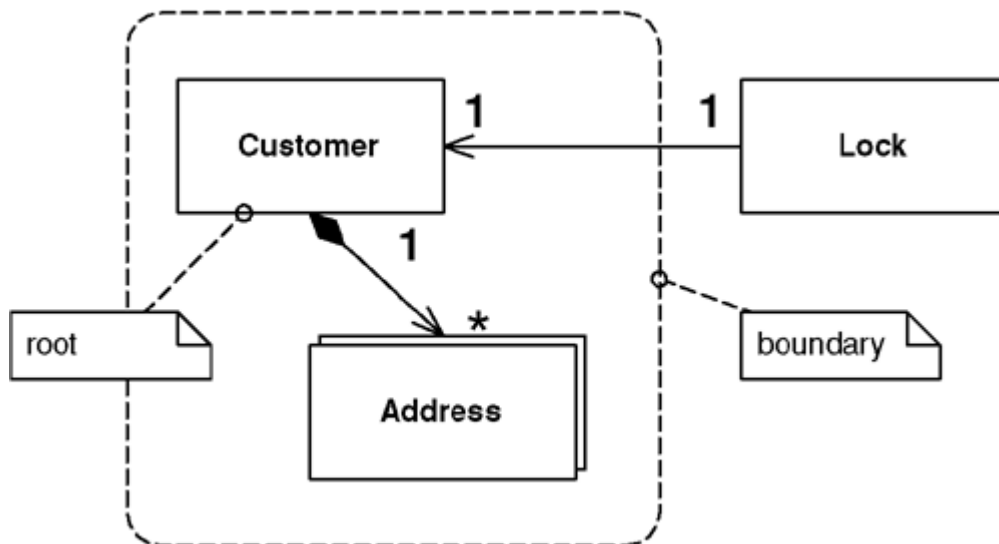 1
1
Customer
Lock
1
root
*
boundary
Address